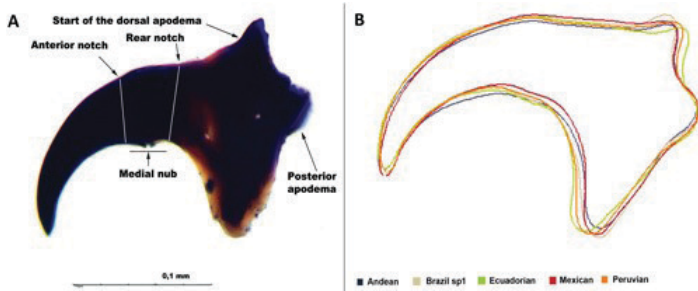 A
Start of the dorsal apodema
Rear notch
Anterior notch
Medial nub
Posterior
apodema
0,1 mm
B
Andean Brazil sp1 Ecuadorian Mexican Peruvian